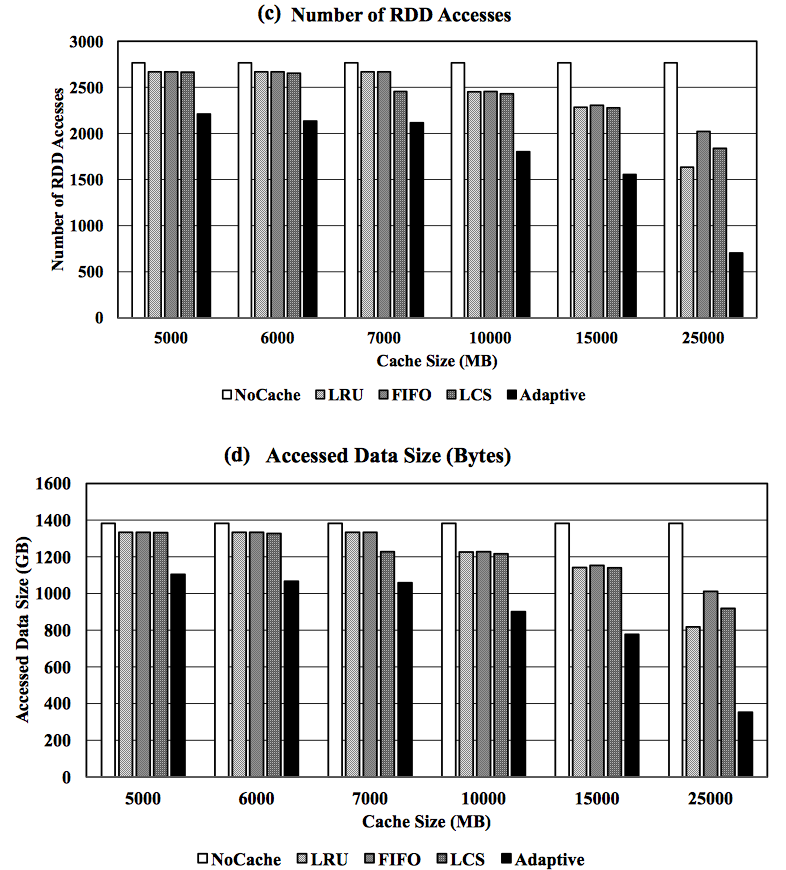 (c) Number of RDD Accesses
3000
2500
2000
1500
1000
500
0
Number of RDD Accesses
5000 6000 7000 10000 15000 25000
Cache Size (MB)
NoCache LRU FIFO LCS Adaptive
(d) Accessed Data Size (Bytes)
1600
1400
1200
1000
800
600
400
200
0
Accessed Data Size (GB)
5000 6000 7000 10000 15000 25000
Cache Size (MB)
NoCache LRU FIFO LCS Adaptive